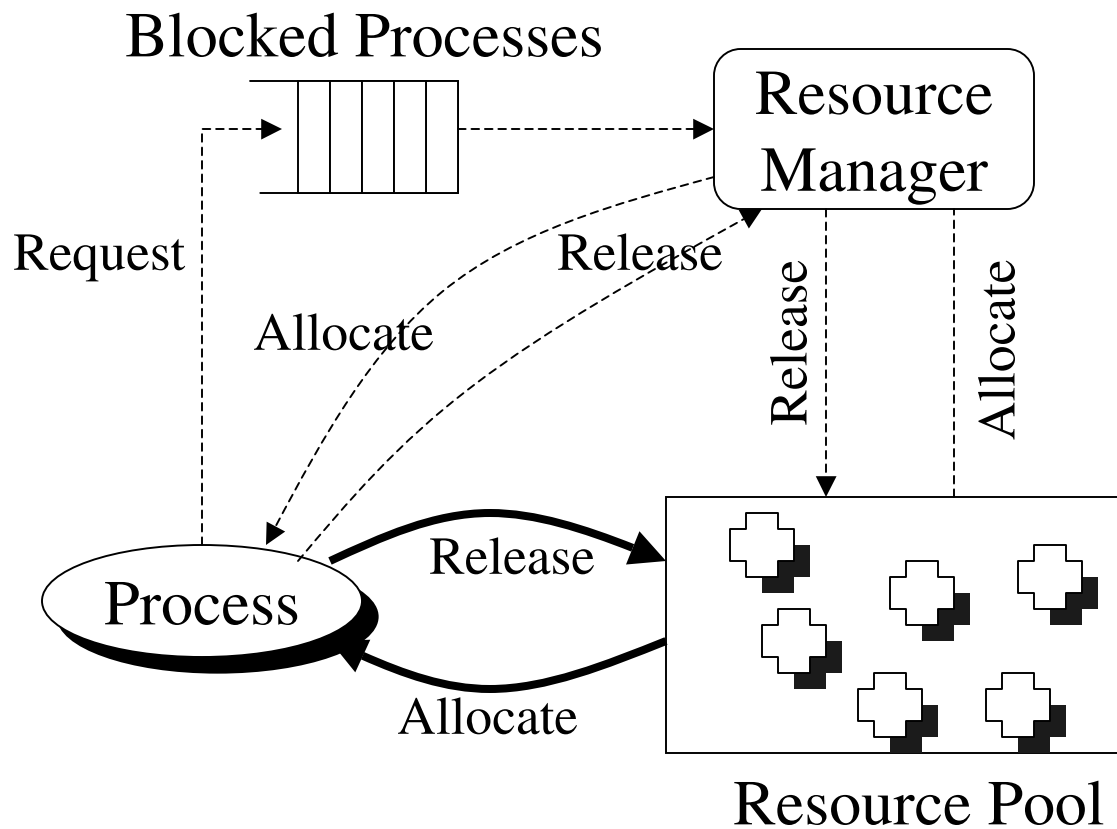 Blocked Processes
Resource
Manager
Request
Release
Allocate
Release
Allocate
Release
Process
Allocate
Resource Pool